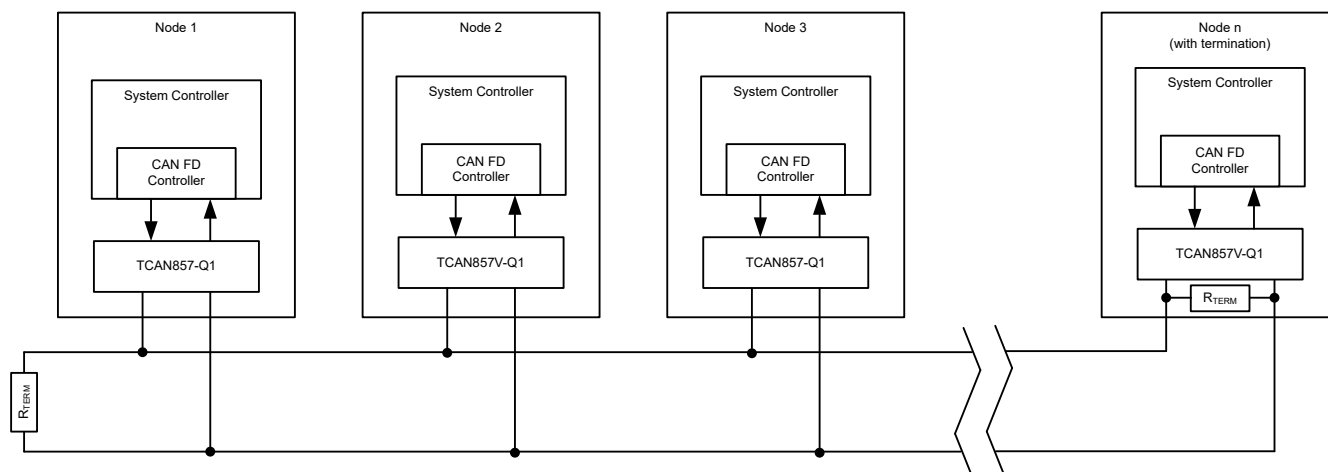 Node 1
System Controller
CAN FD
Controller
TCAN857-Q1
Node 2
System Controller
CAN FD
Controller
TCAN857V-Q1
Node 3
System Controller
CAN FD
Controller
TCAN857-Q1
Node n
(with termination)
System Controller
CAN FD
Controller
TCAN857V-Q1
RTERM
RTERM